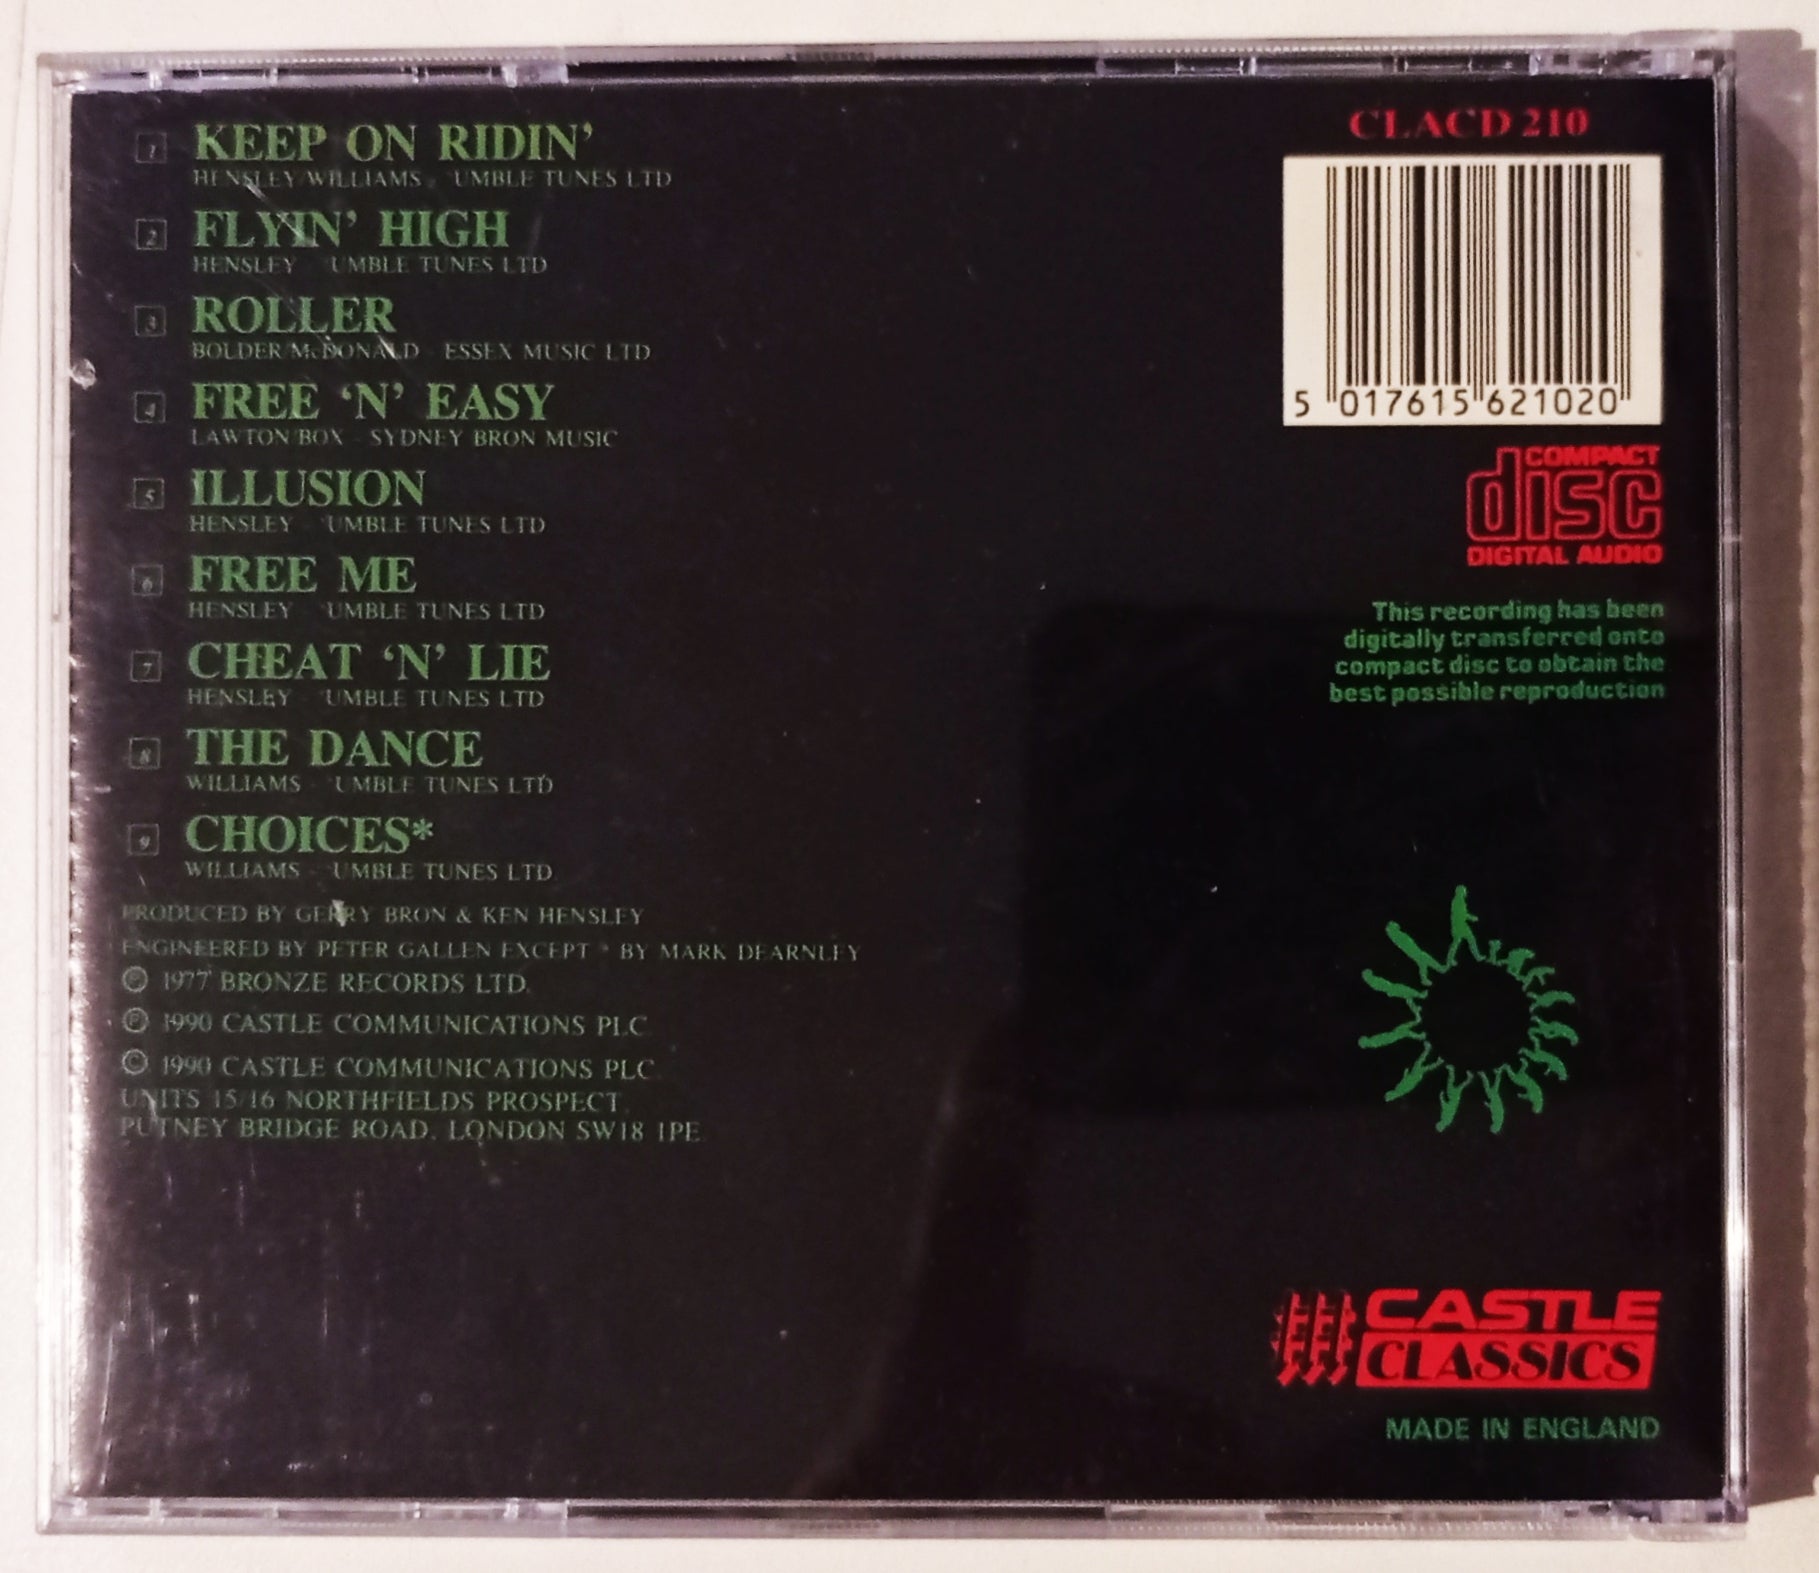 1 KEEP ON RIDIN'
HENSLEY/WILLIAMS - 'UMBLE TUNES LTD
2 FLYIN' HIGH
HENSLEY - 'UMBLE TUNES LTD
3 ROLLER
BOLDER/McDONALD - ESSEX MUSIC LTD
4 FREE 'N' EASY
LAWTON/BOX - SYDNEY BRON MUSIC
5 ILLUSION
HENSLEY - 'UMBLE TUNES LTD
6 FREE ME
HENSLEY - 'UMBLE TUNES LTD
7 CHEAT 'N' LIE
HENSLEY - 'UMBLE TUNES LTD
8 THE DANCE
WILLIAMS - 'UMBLE TUNES LTD
9 CHOICES*
WILLIAMS - 'UMBLE TUNES LTD.
PRODUCED BY GERRY BRON & KEN HENSLEY
ENGINEERED BY PETER GALLEN EXCEPT * BY MARK DEARNLEY
Ⓟ 1977 BRONZE RECORDS LTD.
Ⓟ 1990 CASTLE COMMUNICATIONS PLC.
© 1990 CASTLE COMMUNICATIONS PLC.
UNITS 15/16 NORTHFIELDS PROSPECT,
PUTNEY BRIDGE ROAD, LONDON SW18 1PE.
CLACD 210
5 017615 621020
COMPACT
disc
DIGITAL AUDIO
This recording has been
digitally transferred onto
compact disc to obtain the
best possible reproduction
CASTLE
CLASSICS
MADE IN ENGLAND